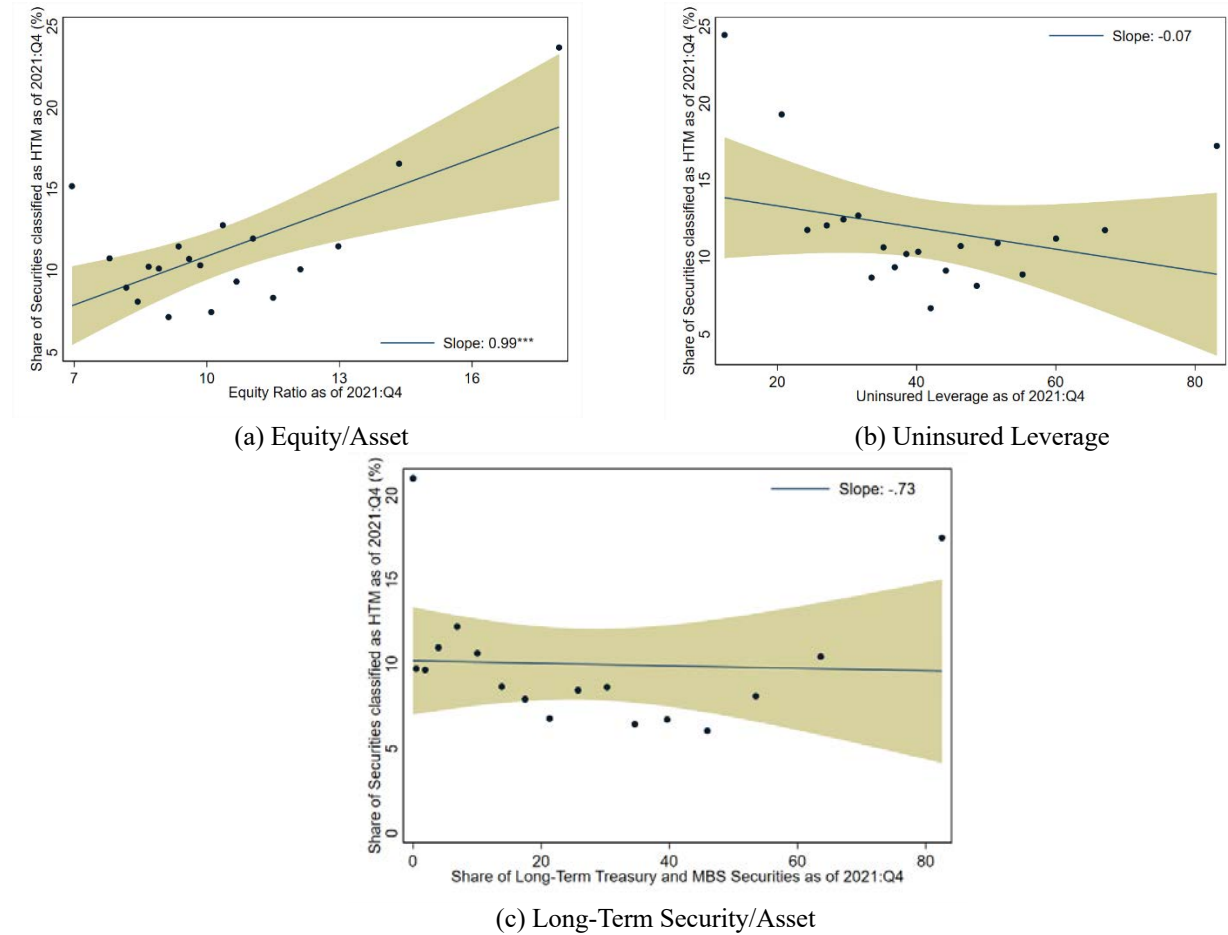 Share of Securities classified as HTM as of 2021:Q4 (%)
25
20
15
10
5
Slope: 0.99***
7
10
13
16
Equity Ratio as of 2021:Q4
(a) Equity/Asset
Share of Securities classified as HTM as of 2021:Q4 (%)
25
20
15
10
5
Slope: -0.07
20
40
60
80
Uninsured Leverage as of 2021:Q4
(b) Uninsured Leverage
Share of Securities classified as HTM as of 2021:Q4 (%)
20
15
10
5
0
Slope: -.73
0
20
40
60
80
Share of Long-Term Treasury and MBS Securities as of 2021:Q4
(c) Long-Term Security/Asset